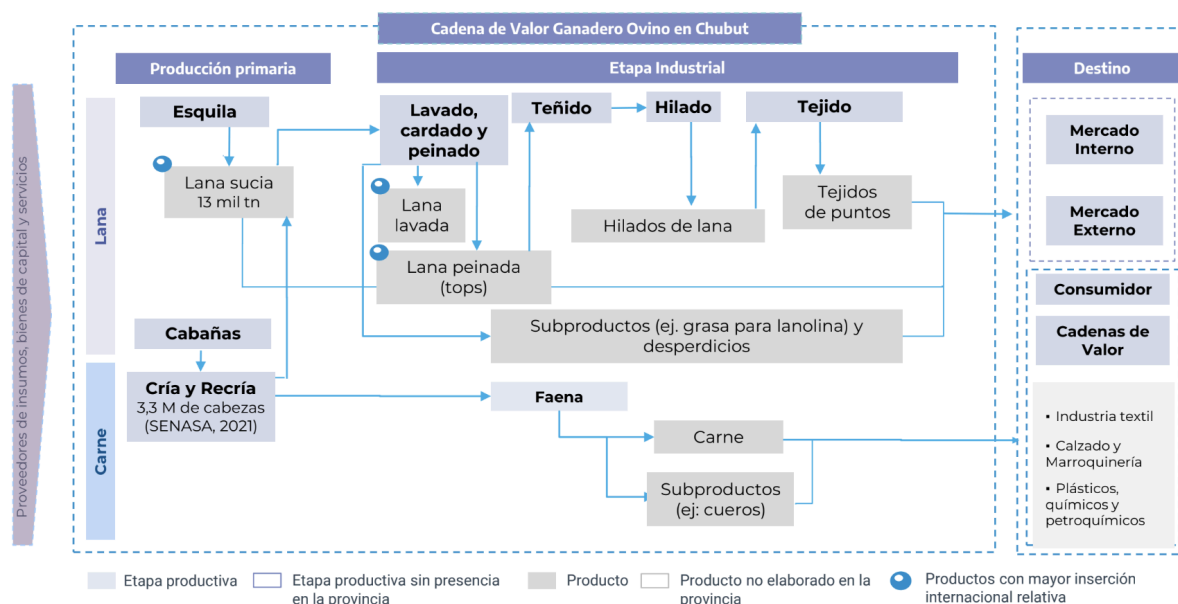 Cadena de Valor Ganadero Ovino en Chubut
Proveedores de insumos, bienes de capital y servicios
Producción primaria
Etapa Industrial
Destino
Lana
Esquila
Lana sucia
13 mil tn
Lavado,
cardado y
peinado
Lana
lavada
Lana peinada
(tops)
Teñido
Hilado
Hilados de lana
Tejido
Tejidos
de puntos
Subproductos (ej. grasa para lanolina) y
desperdicios
Cabañas
Carne
Cría y Recría
3,3 M de cabezas
(SENASA, 2021)
Faena
Carne
Subproductos
(ej: cueros)
Mercado
Interno
Mercado
Externo
Consumidor
Cadenas de
Valor
▪ Industria textil
▪ Calzado y
Marroquinería
▪ Plásticos,
químicos y
petroquímicos
Etapa productiva
Etapa productiva sin presencia
en la provincia
Producto
Producto no elaborado en la
provincia
Productos con mayor inserción
internacional relativa